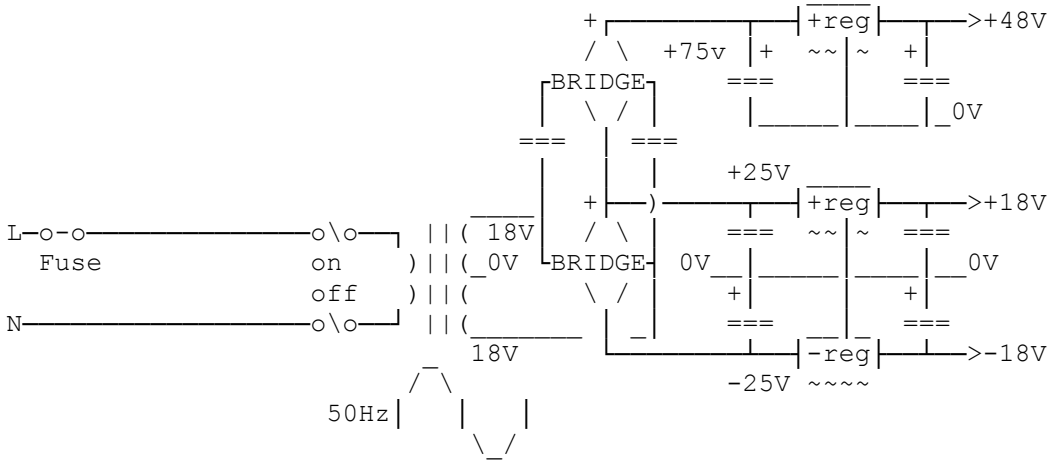 + +reg >+48V
+75v + +
BRIDGE
0V
+25V
+ +reg >+18V
L 18V
Fuse on 0V BRIDGE 0V 0V
off + +
N
18V -reg >-18V
-25V
50Hz